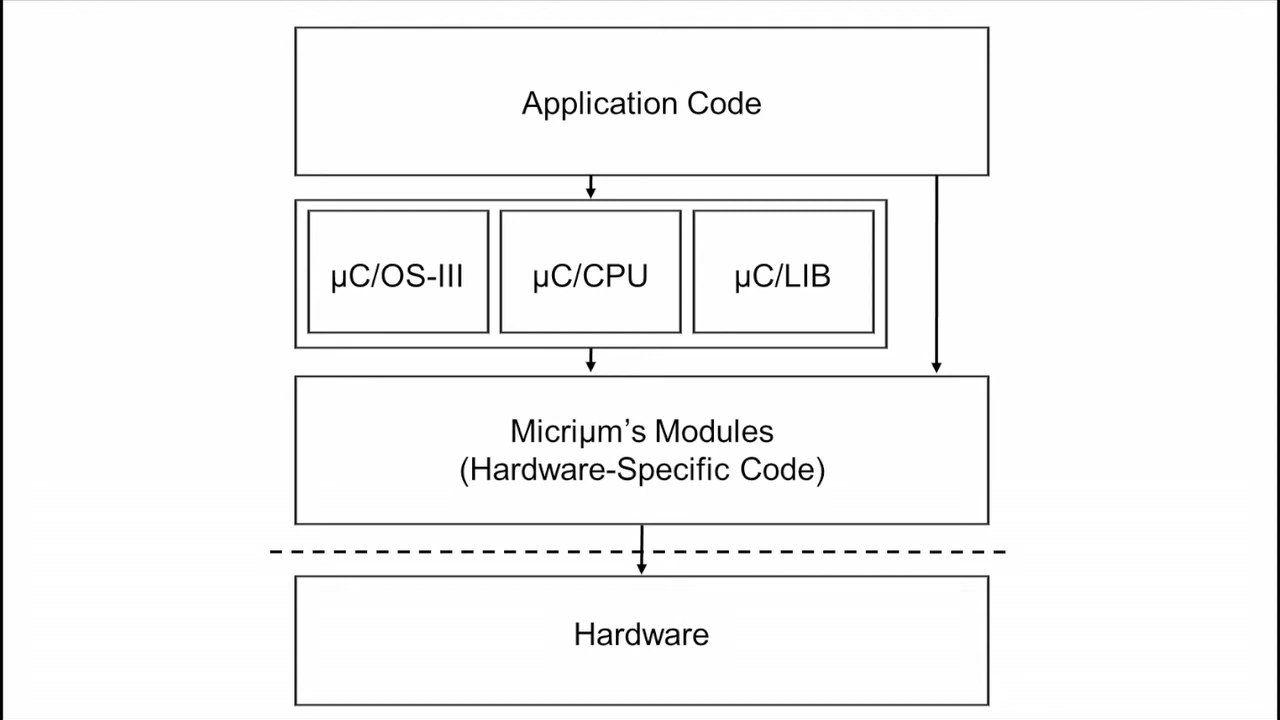 Application Code
µC/OS-III
µC/CPU
µC/LIB
Micriµm’s Modules
(Hardware-Specific Code)
Hardware